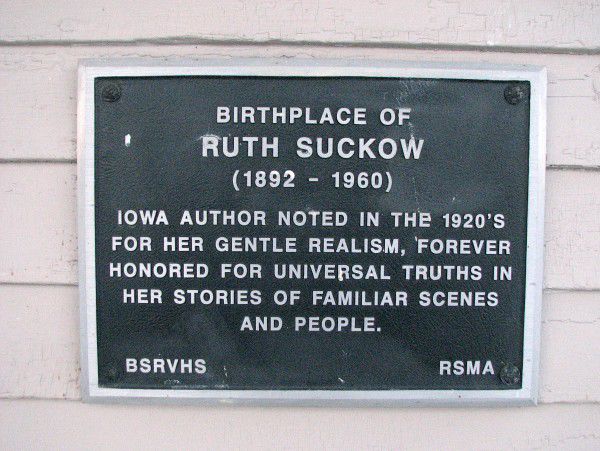 BIRTHPLACE OF
RUTH SUCKOW
(1892 - 1960)
IOWA AUTHOR NOTED IN THE 1920'S
FOR HER GENTLE REALISM, FOREVER
HONORED FOR UNIVERSAL TRUTHS IN
HER STORIES OF FAMILIAR SCENES
AND PEOPLE.
BSRVHS RSMA